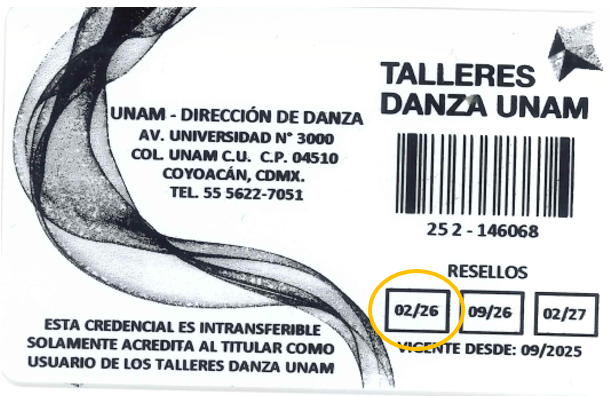 UNAM - DIRECCIÓN DE DANZA
AV. UNIVERSIDAD N° 3000
COL. UNAM C.U. C.P. 04510
COYOACÁN, CDMX.
TEL. 55 5622-7051
TALLERES
DANZA UNAM
252-146068
RESELLOS
02/26 09/26 02/27
VIGENTE DESDE: 09/2025
ESTA CREDENCIAL ES INTRANSFERIBLE
SOLAMENTE ACREDITA AL TITULAR COMO
USUARIO DE LOS TALLERES DANZA UNAM